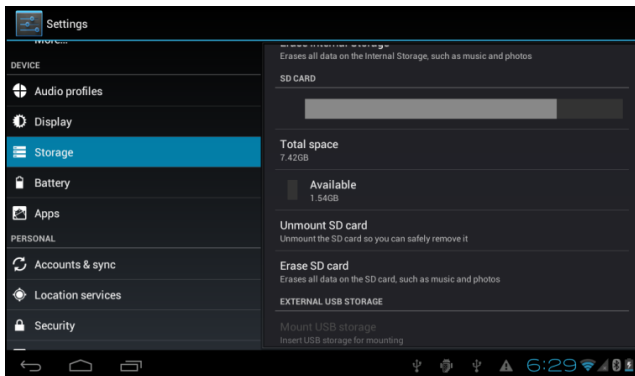 Settings
More...
DEVICE
Audio profiles
Display
Storage
Battery
Apps
PERSONAL
Accounts & sync
Location services
Security
Erase Internal Storage
Erases all data on the Internal Storage, such as music and photos
SD CARD
Total space
7.42GB
Available
1.54GB
Unmount SD card
Unmount the SD card so you can safely remove it
Erase SD card
Erases all data on the SD card, such as music and photos
EXTERNAL USB STORAGE
Mount USB storage
Insert USB storage for mounting
6:29